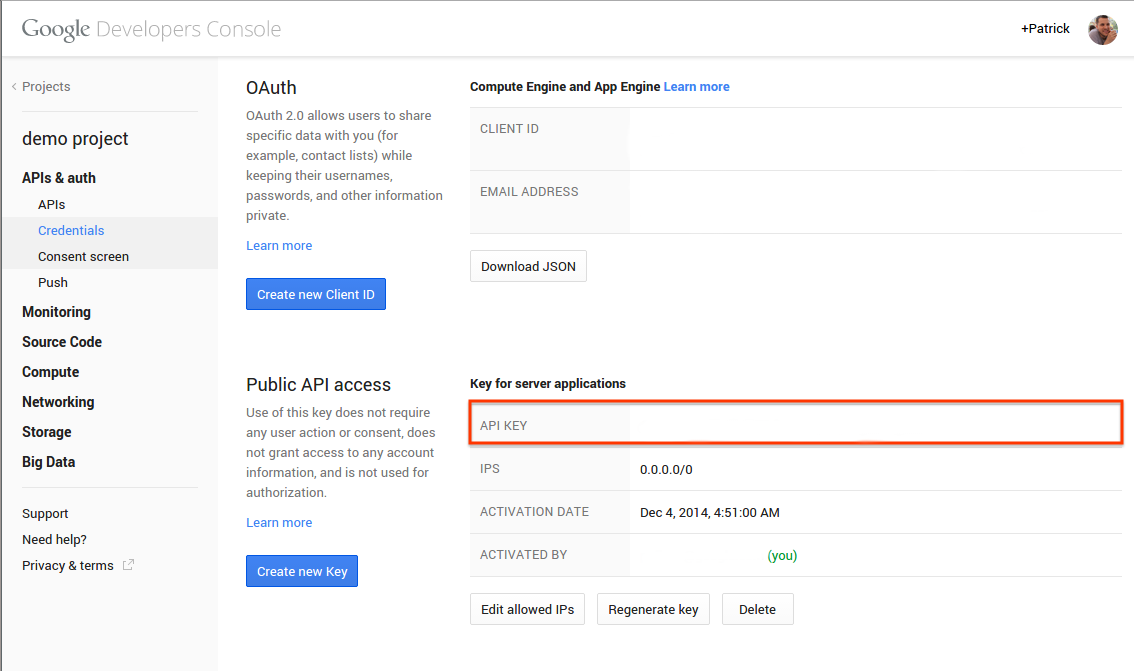 Google Developers Console
+Patrick
Projects
demo project
APIs & auth
APIs
Credentials
Consent screen
Push
Monitoring
Source Code
Compute
Networking
Storage
Big Data
Support
Need help?
Privacy & terms
OAuth
OAuth 2.0 allows users to share
specific data with you (for
example, contact lists) while
keeping their usernames,
passwords, and other information
private.
Learn more
Create new Client ID
Compute Engine and App Engine Learn more
CLIENT ID
EMAIL ADDRESS
Download JSON
Public API access
Use of this key does not require
any user action or consent, does
not grant access to any account
information, and is not used for
authorization.
Learn more
Create new Key
Key for server applications
API KEY
IPS 0.0.0.0/0
ACTIVATION DATE Dec 4, 2014, 4:51:00 AM
ACTIVATED BY (you)
Edit allowed IPs Regenerate key Delete